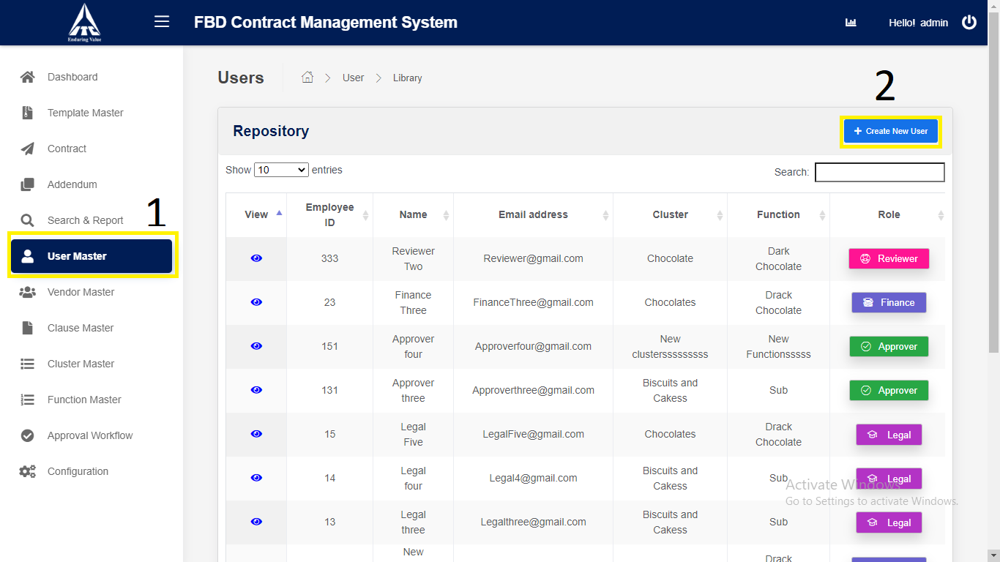 ITC
Enduring Value
FBD Contract Management System
Hello! admin
Dashboard
Template Master
Contract
Addendum
Search & Report
1
User Master
Vendor Master
Clause Master
Cluster Master
Function Master
Approval Workflow
Configuration
Users
User
Library
2
Repository
Create New User
Show 10 entries
Search:
View
Employee
ID
Name
Email address
Cluster
Function
Role
333
Reviewer
Two
Reviewer@gmail.com
Chocolate
Dark
Chocolate
Reviewer
23
Finance
Three
FinanceThree@gmail.com
Chocolates
Drack
Chocolate
Finance
151
Approver
four
Approverfour@gmail.com
New
clustersssssssss
New
Functionsssss
Approver
131
Approver
three
Approverthree@gmail.com
Biscuits and
Cakess
Sub
Approver
15
Legal
Five
LegalFive@gmail.com
Chocolates
Drack
Chocolate
Legal
14
Legal
four
Legal4@gmail.com
Biscuits and
Cakess
Sub
Legal
13
Legal
three
Legalthree@gmail.com
Biscuits and
Cakess
Sub
Legal
New
Drack
Activate Windows
Go to Settings to activate Windows.